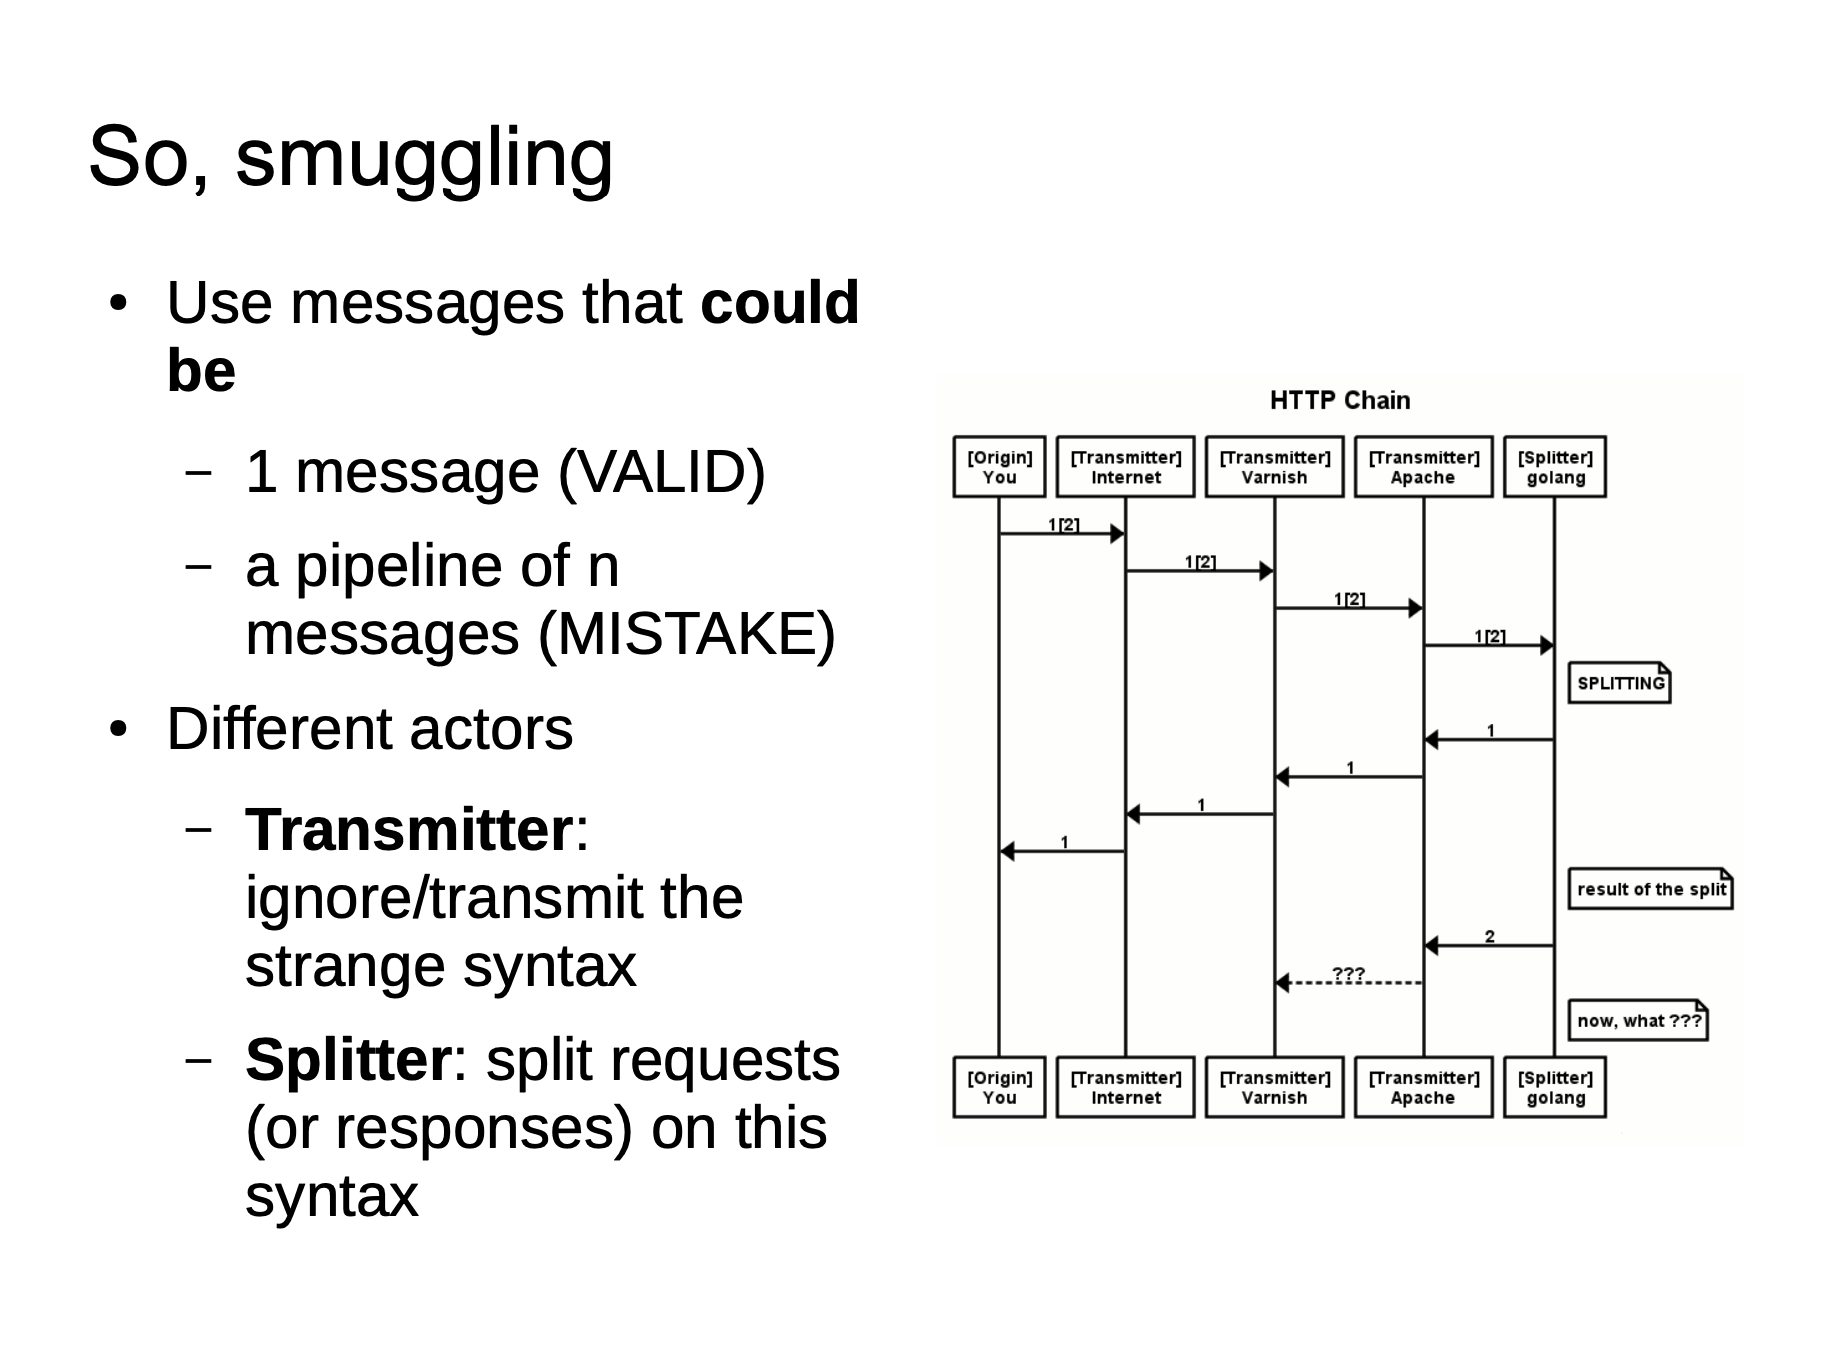 So, smuggling
• Use messages that could
be
– 1 message (VALID)
– a pipeline of n
messages (MISTAKE)
• Different actors
– Transmitter:
ignore/transmit the
strange syntax
– Splitter: split requests
(or responses) on this
syntax
HTTP Chain
[Origin]
You
[Transmitter]
Internet
[Transmitter]
Varnish
[Transmitter]
Apache
[Splitter]
golang
1[2]
1[2]
1[2]
1[2]
SPLITTING
1
1
1
1
result of the split
2
???
now, what ???
[Origin]
You
[Transmitter]
Internet
[Transmitter]
Varnish
[Transmitter]
Apache
[Splitter]
golang